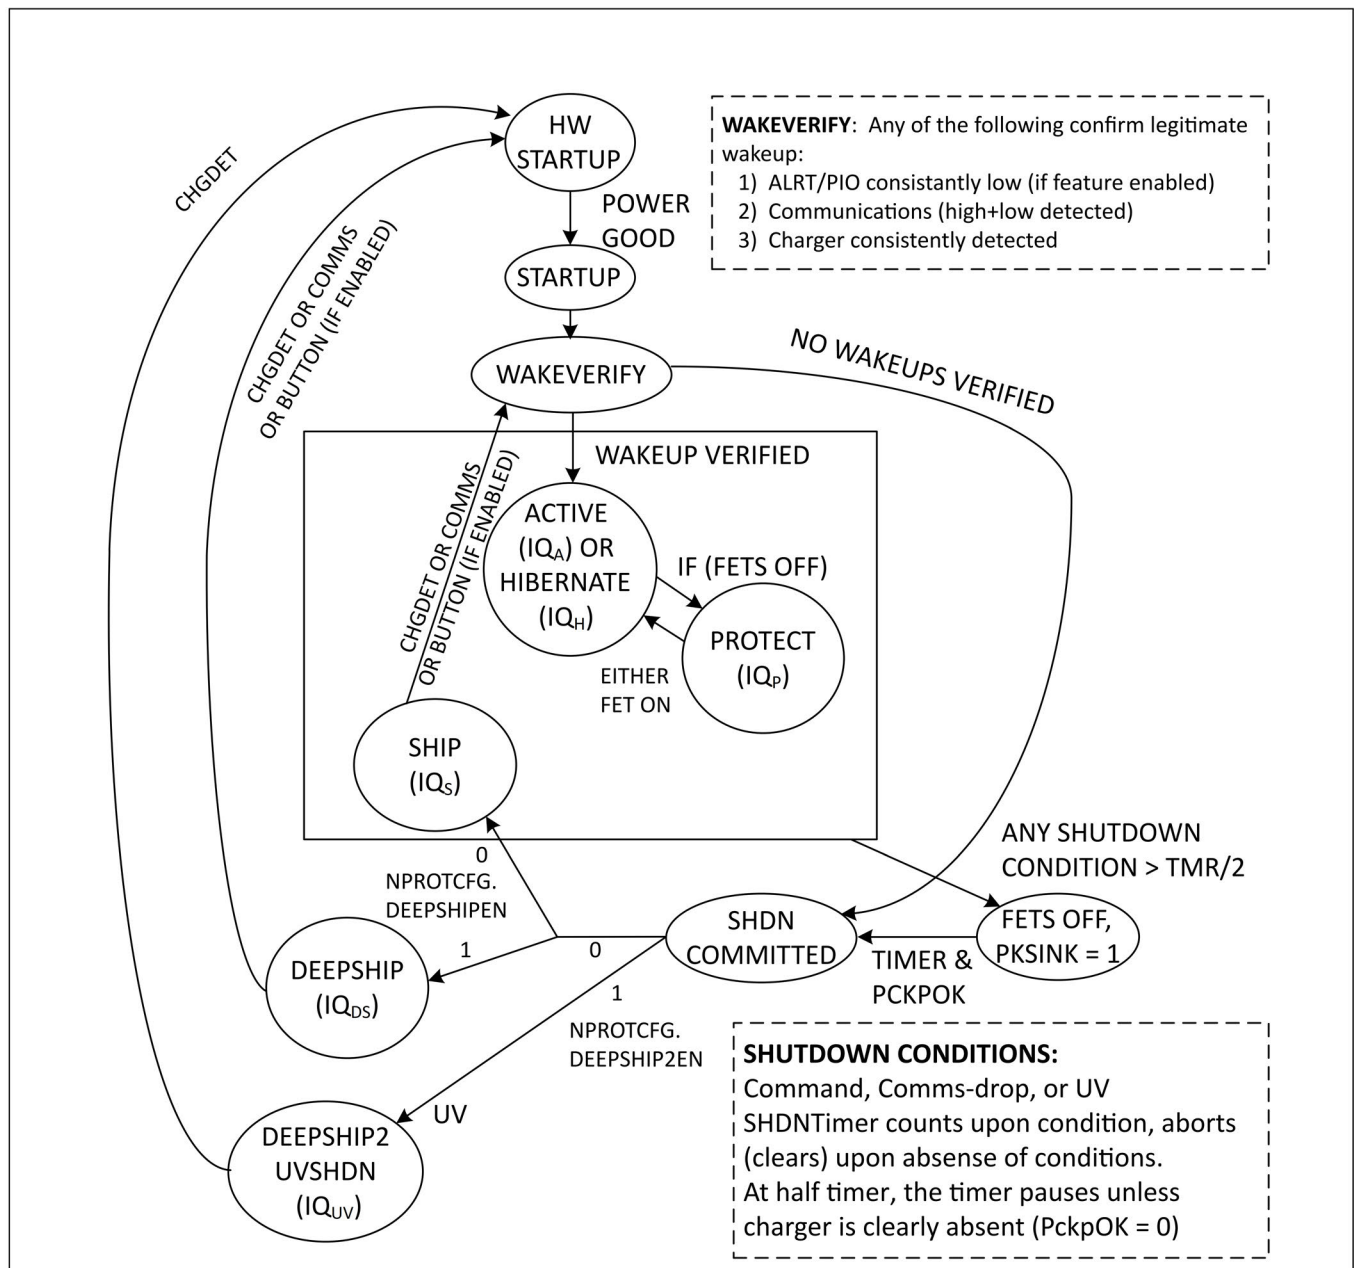 HW
STARTUP
WAKEVERIFY: Any of the following confirm legitimate
wakeup:
1) ALRT/PIO consistantly low (if feature enabled)
2) Communications (high+low detected)
3) Charger consistently detected
CHGDET
POWER
GOOD
CHGDET OR COMMS
OR BUTTON (IF ENABLED)
STARTUP
NO WAKEUPS VERIFIED
WAKEVERIFY
WAKEUP VERIFIED
CHGDET OR COMMS
OR BUTTON (IF ENABLED)
ACTIVE
(IQA) OR
HIBERNATE
(IQH)
IF (FETS OFF)
PROTECT
(IQP)
EITHER
FET ON
SHIP
(IQS)
ANY SHUTDOWN
CONDITION > TMR/2
0
NPROTCFG.
DEEPSHIPEN
1
0
SHDN
COMMITTED
FETS OFF,
PKSINK = 1
TIMER &
PCKPOK
DEEPSHIP
(IQDS)
1
NPROTCFG.
DEEPSHIP2EN
UV
DEEPSHIP2
UVSHDN
(IQUV)
SHUTDOWN CONDITIONS:
Command, Comms-drop, or UV
SHDNTimer counts upon condition, aborts
(clears) upon absense of conditions.
At half timer, the timer pauses unless
charger is clearly absent (PckpOK = 0)